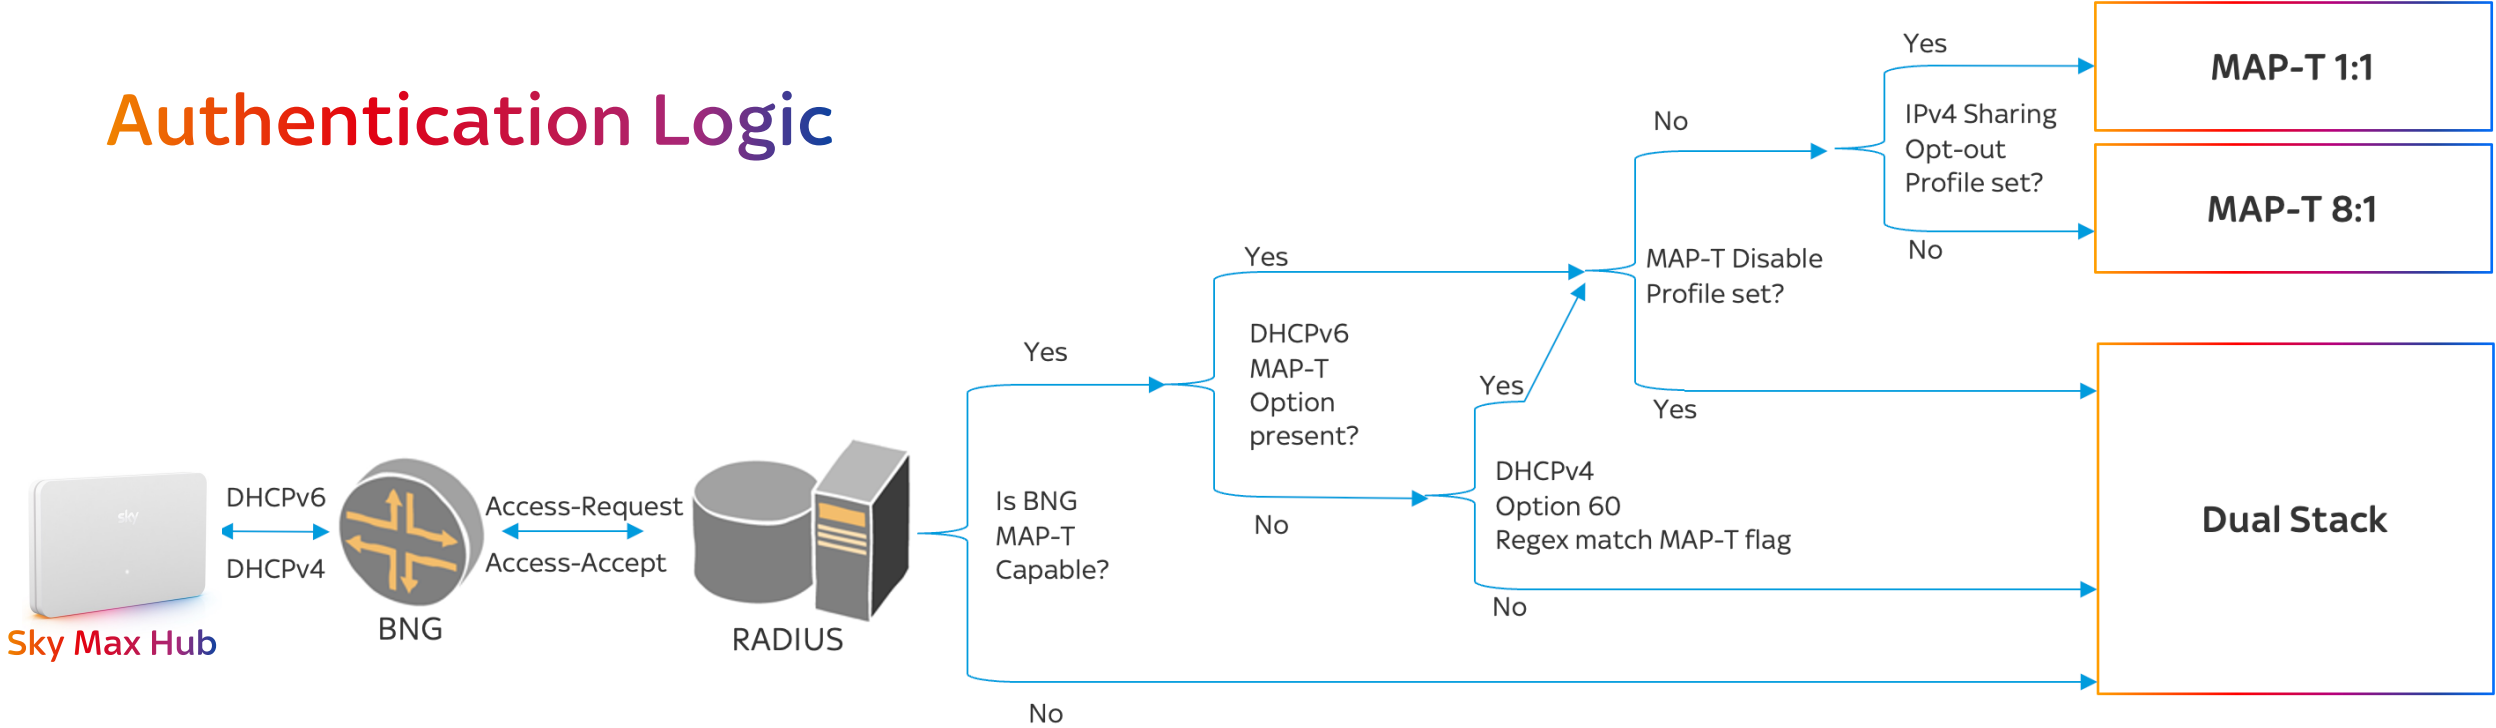 Authentication Logic
sky
Sky Max Hub
DHCPv6
DHCPv4
BNG
Access-Request
Access-Accept
RADIUS
Is BNG
MAP-T
Capable?
Yes
No
DHCPv6
MAP-T
Option
present?
Yes
No
DHCPv4
Option 60
Regex match MAP-T flag
Yes
No
MAP-T Disable
Profile set?
No
Yes
IPv4 Sharing
Opt-out
Profile set?
Yes
No
MAP-T 1:1
MAP-T 8:1
Dual Stack